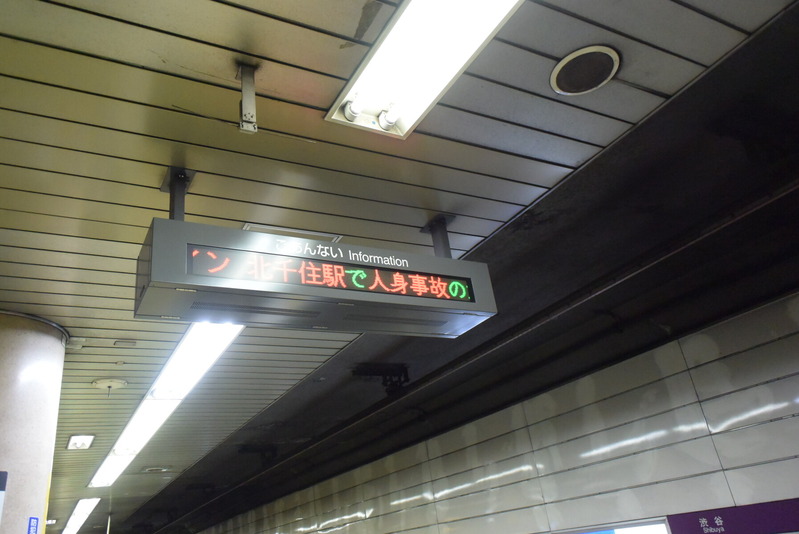 ごあんない Information
ン 北千住駅で人身事故の
渋谷
Shibuya